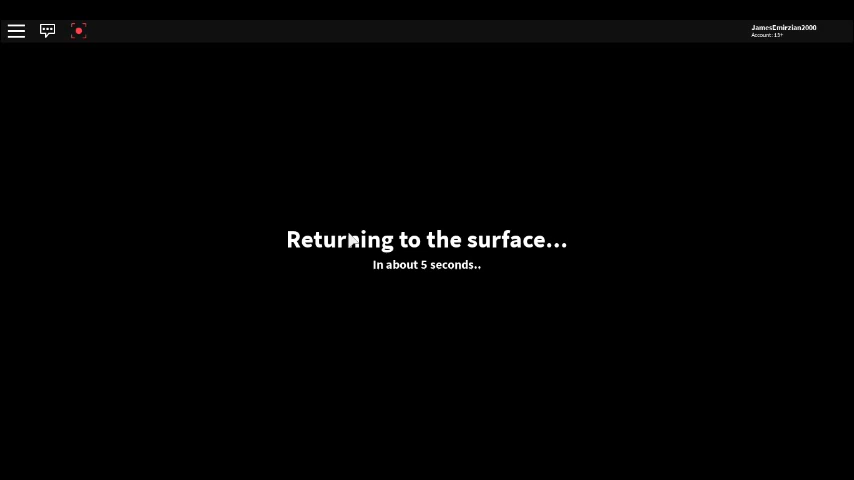 JamesEmirzian2000
Account: 13+
Returning to the surface...
In about 5 seconds..